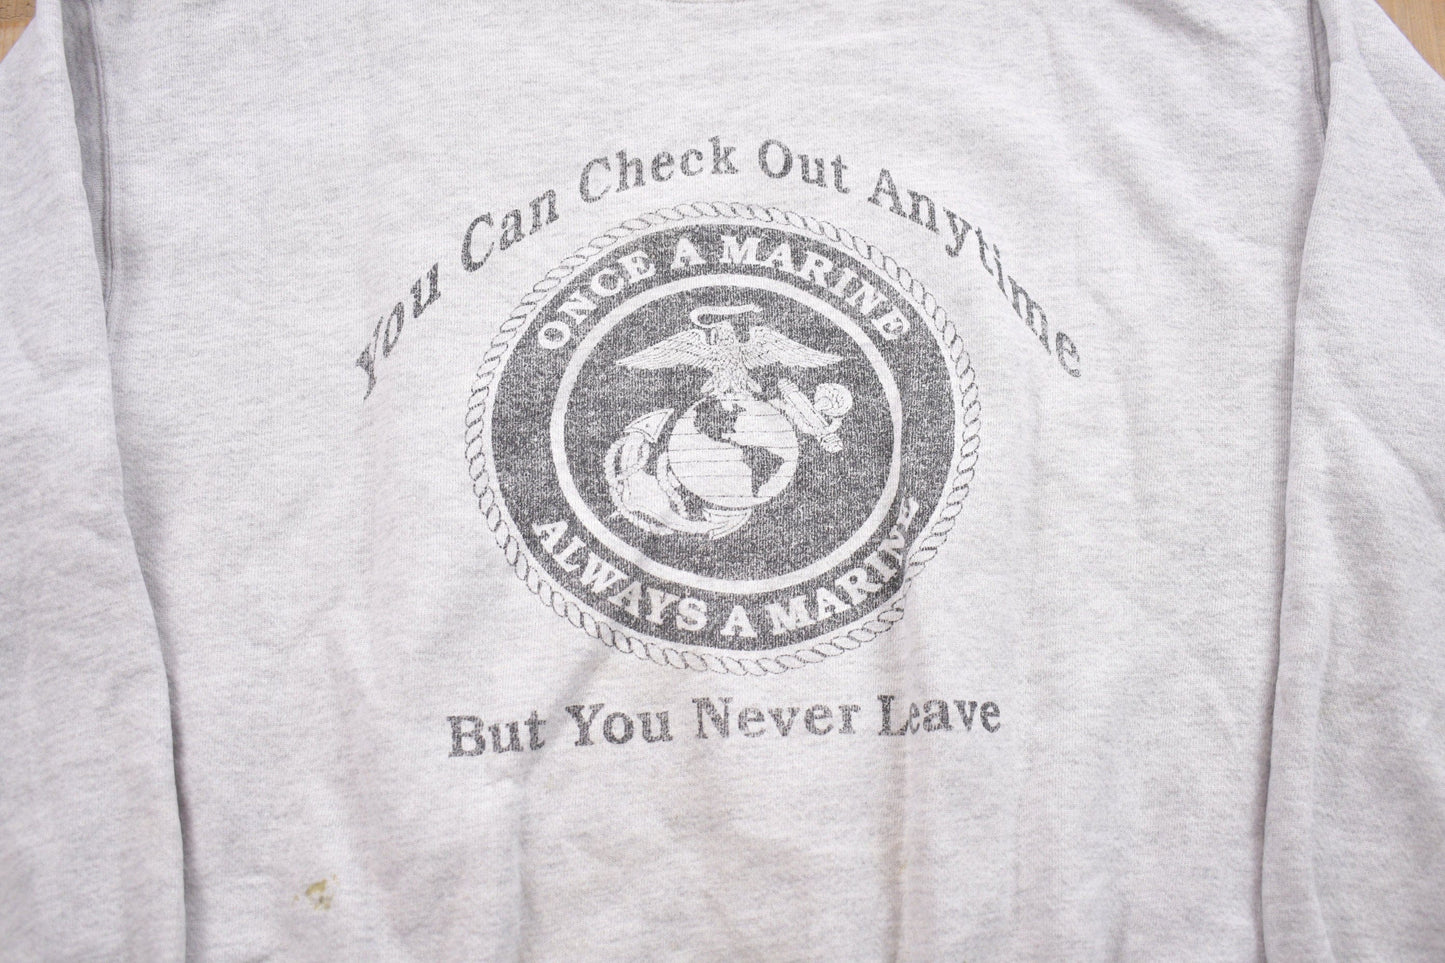 You Can Check Out Anytime
ONCE A MARINE
ALWAYS A MARINE
But You Never Leave